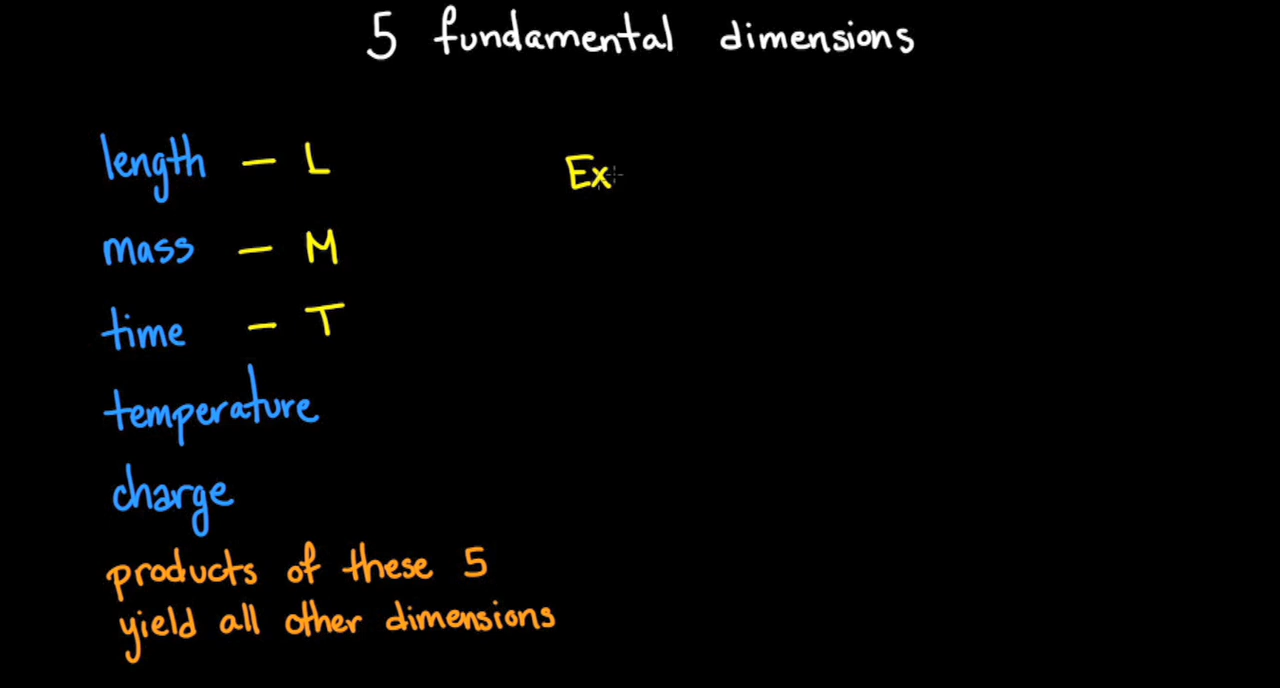 5 fundamental dimensions
length - L
Ex
mass - M
time - T
temperature
charge
products of these 5
yield all other dimensions